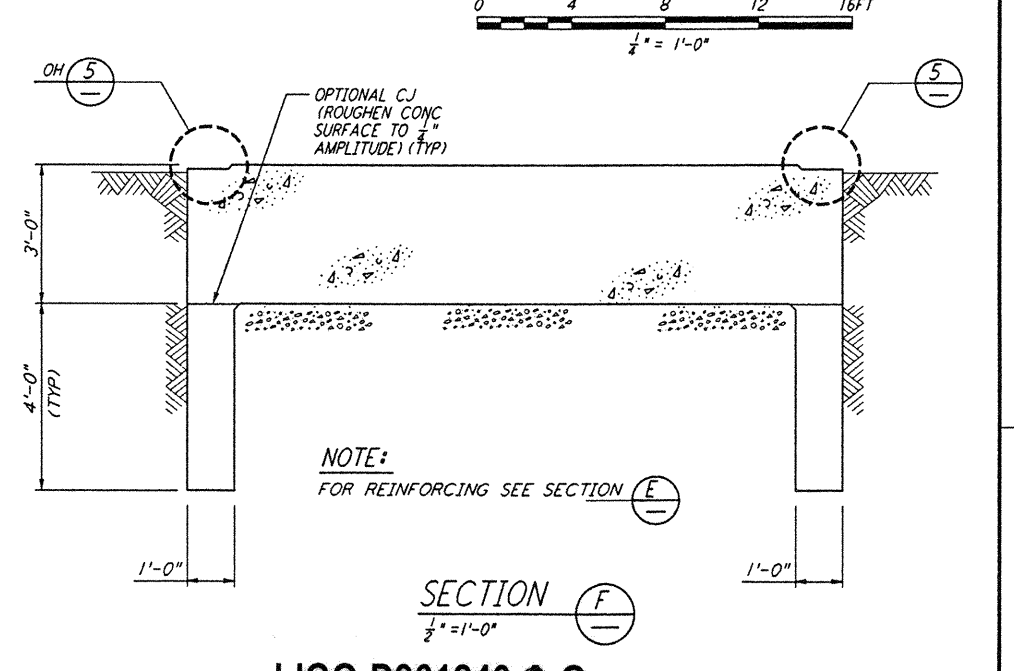 0 4 8 12 16FT
1/4" = 1'-0"
OH 5
5
OPTIONAL CJ
(ROUGHEN CONC
SURFACE TO 1/4"
AMPLITUDE) (TYP)
3'-0"
4'-0"
(TYP)
NOTE:
FOR REINFORCING SEE SECTION E
1'-0"
1'-0"
SECTION F
1/2" =1'-0"